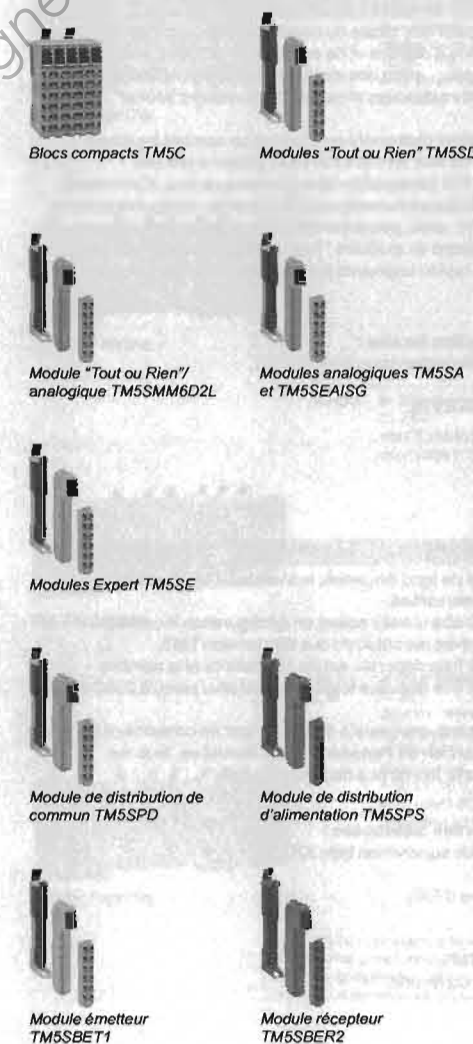 Blocs compacts TM5C
Modules "Tout ou Rien" TM5SD
Module "Tout ou Rien"/
analogique TM5SMM6D2L
Modules analogiques TM5SA
et TM5SEAISG
Modules Expert TM5SE
Module de distribution de
commun TM5SPD
Module de distribution
d'alimentation TM5SPS
Module émetteur
TM5SBET1
Module récepteur
TM5SBER2